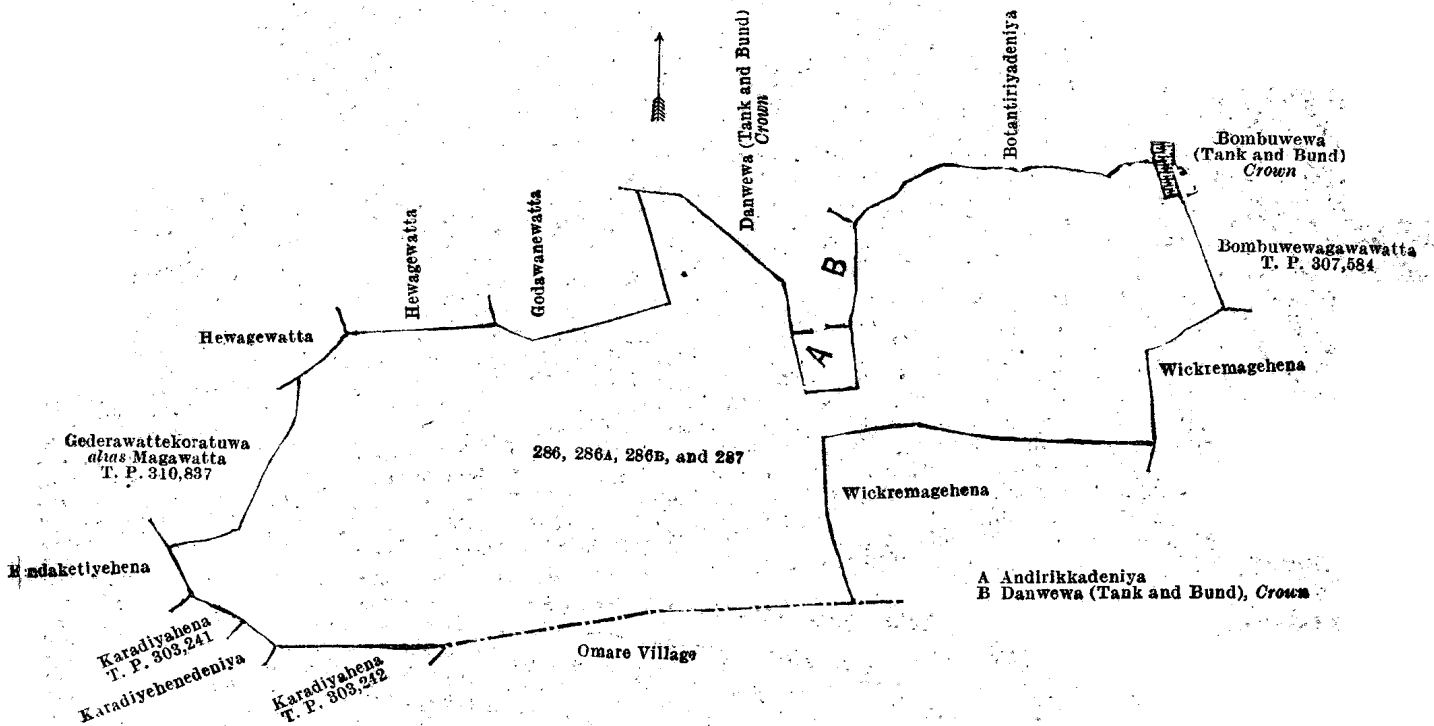 Danwewa (Tank and Bund)
Crown
Botantiriyadeniya
Bombuwewa
(Tank and Bund)
Crown
Hewagewatta
Godawanewatta
B
Bombuwewagawawatta
T. P. 307,584
Hewagewatta
A
Wickremagehena
Gederawattekoratuwa
alias Magawatta
T. P. 310,837
286, 286A, 286B, and 287
Wickremagehena
A Andirikkadeniya
B Danwewa (Tank and Bund), Crown
Karadiyahena
T. P. 303,241
Karadiyehenedeniya
Karadiyahena
T. P. 303,242
Omare Village